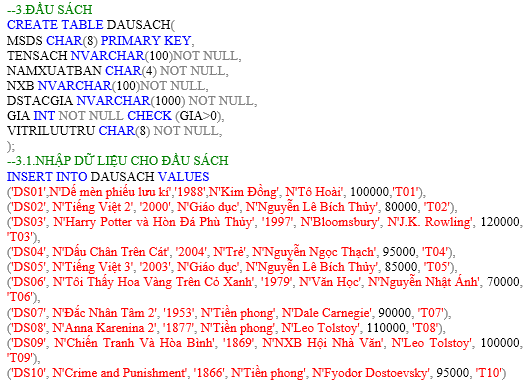 --3.ĐẦU SÁCH
CREATE TABLE DAUSACH(
MSDS CHAR(8) PRIMARY KEY,
TENSACH NVARCHAR(100)NOT NULL,
NAMXUATBAN CHAR(4) NOT NULL,
NXB NVARCHAR(100)NOT NULL,
DSTACGIA NVARCHAR(1000) NOT NULL,
GIA INT NOT NULL CHECK (GIA>0),
VITRILUUTRU CHAR(8) NOT NULL,
);
--3.1.NHẬP DỮ LIỆU CHO ĐẦU SÁCH
INSERT INTO DAUSACH VALUES
('DS01',N'Dế mèn phiếu lưu kí','1988',N'Kim Đồng', N'Tô Hoài', 100000,'T01'),
('DS02', N'Tiếng Việt 2', '2000', N'Giáo dục', N'Nguyễn Lê Bích Thủy', 80000, 'T02'),
('DS03', N'Harry Potter và Hòn Đá Phù Thủy', '1997', N'Bloomsbury', N'J.K. Rowling', 120000,
'T03'),
('DS04', N'Dấu Chân Trên Cát', '2004', N'Trẻ', N'Nguyễn Ngọc Thạch', 95000, 'T04'),
('DS05', N'Tiếng Việt 3', '2003', N'Giáo dục', N'Nguyễn Lê Bích Thủy', 85000, 'T05'),
('DS06', N'Tôi Thấy Hoa Vàng Trên Cỏ Xanh', '1979', N'Văn Học', N'Nguyễn Nhật Ánh', 70000,
'T06'),
('DS07', N'Đắc Nhân Tâm 2', '1953', N'Tiền phong', N'Dale Carnegie', 90000, 'T07'),
('DS08', N'Anna Karenina 2', '1877', N'Tiền phong', N'Leo Tolstoy', 110000, 'T08'),
('DS09', N'Chiến Tranh Và Hòa Bình', '1869', N'NXB Hội Nhà Văn', N'Leo Tolstoy', 100000,
'T09'),
('DS10', N'Crime and Punishment', '1866', N'Tiền phong', N'Fyodor Dostoevsky', 95000, 'T10')